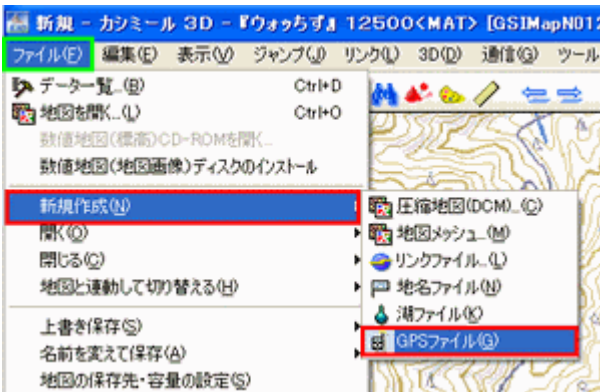 新規 - カシミール 3D - 『ウォッちず』 12500<MAT> [GSIMapN012
ファイル(F) 編集(E) 表示(V) ジャンプ(J) リンク(L) 3D(D) 通信(G) ツール
データ一覧...(B) Ctrl+D
地図を開く...(L) Ctrl+O
数値地図(標高)CD-ROMを開く...
数値地図(地図画像)ディスクのインストール
新規作成(N)
開く(O)
閉じる(C)
地図と連動して切り替える(H)
上書き保存(S)
名前を変えて保存(A)
地図の保存先・容量の設定(S)
圧縮地図(DCM)...(C)
地図メッシュ...(M)
リンクファイル...(L)
地名ファイル(N)
湖ファイル(K)
GPSファイル(G)